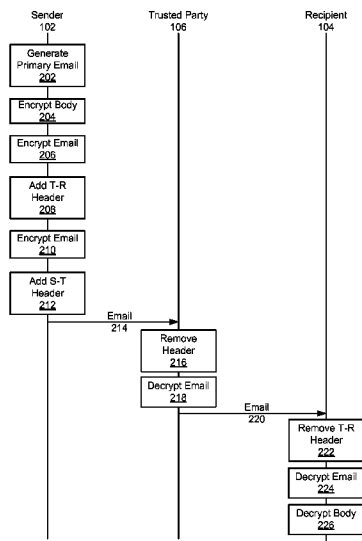 Sender
102
Trusted Party
106
Recipient
104
Generate
Primary Email
202
Encrypt Body
204
Encrypt Email
206
Add T-R
Header
208
Encrypt Email
210
Add S-T
Header
212
Email
214
Remove
Header
216
Decrypt Email
218
Email
220
Remove T-R
Header
222
Decrypt Email
224
Decrypt Body
226